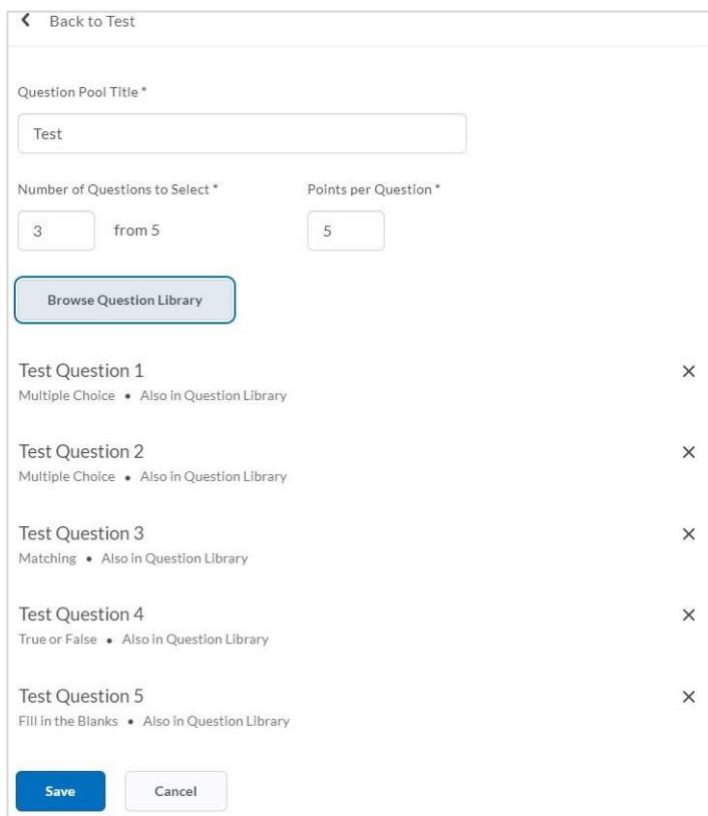 Back to Test
Question Pool Title *
Test
Number of Questions to Select * Points per Question *
3 from 5 5
Browse Question Library
Test Question 1
Multiple Choice • Also in Question Library
Test Question 2
Multiple Choice • Also in Question Library
Test Question 3
Matching • Also in Question Library
Test Question 4
True or False • Also in Question Library
Test Question 5
Fill in the Blanks • Also in Question Library
Save Cancel